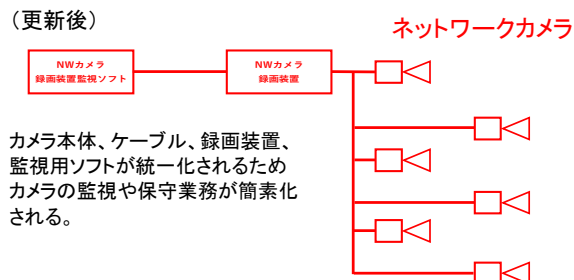 （更新後）
ネットワークカメラ
NWカメラ
録画装置監視ソフト
NWカメラ
録画装置
カメラ本体、ケーブル、録画装置、
監視用ソフトが統一化されるため
カメラの監視や保守業務が簡素化
される。